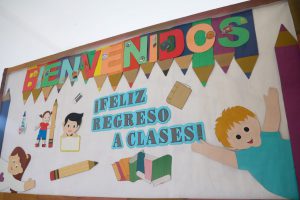 BIENVENIDOS
¡FELIZ
REGRESO
A CLASES!